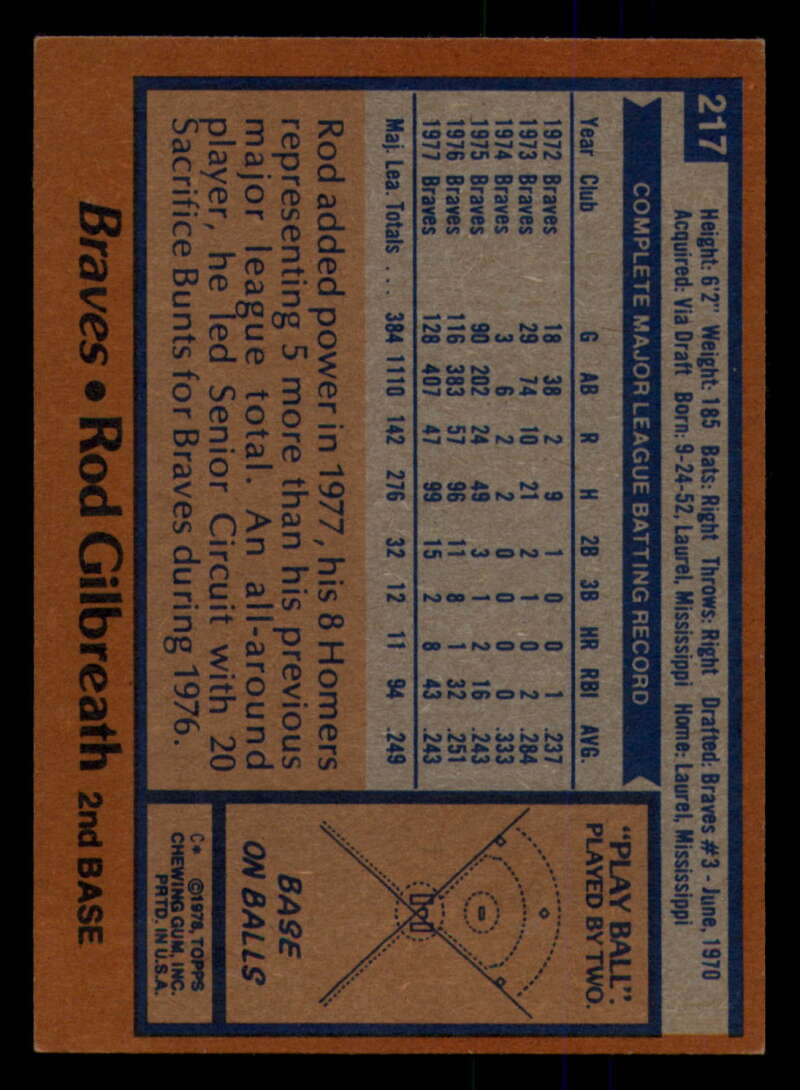 217
Height: 6'2" Weight: 185 Bats: Right Throws: Right Drafted: Braves #3 - June, 1970
Acquired: Via Draft Born: 9-24-52, Laurel, Mississippi Home: Laurel, Mississippi
COMPLETE MAJOR LEAGUE BATTING RECORD
Year Club G AB R H 2B 3B HR RBI AVG.
1972 Braves 18 38 2 9 1 0 0 1 .237
1973 Braves 29 74 10 21 2 1 0 2 .284
1974 Braves 3 6 2 2 0 0 0 0 .333
1975 Braves 90 202 24 49 3 1 2 16 .243
1976 Braves 116 383 57 96 11 8 1 32 .251
1977 Braves 128 407 47 99 15 2 8 43 .243
Maj. Lea. Totals ... 384 1110 142 276 32 12 11 94 .249
Rod added power in 1977, his 8 Homers
representing 5 more than his previous
major league total. An all-around
player, he led Senior Circuit with 20
Sacrifice Bunts for Braves during 1976.
"PLAY BALL":
PLAYED BY TWO.
BASE
ON BALLS
C* ©1978, TOPPS
CHEWING GUM, INC.
PRTD. IN U.S.A.
Braves • Rod Gilbreath 2nd BASE